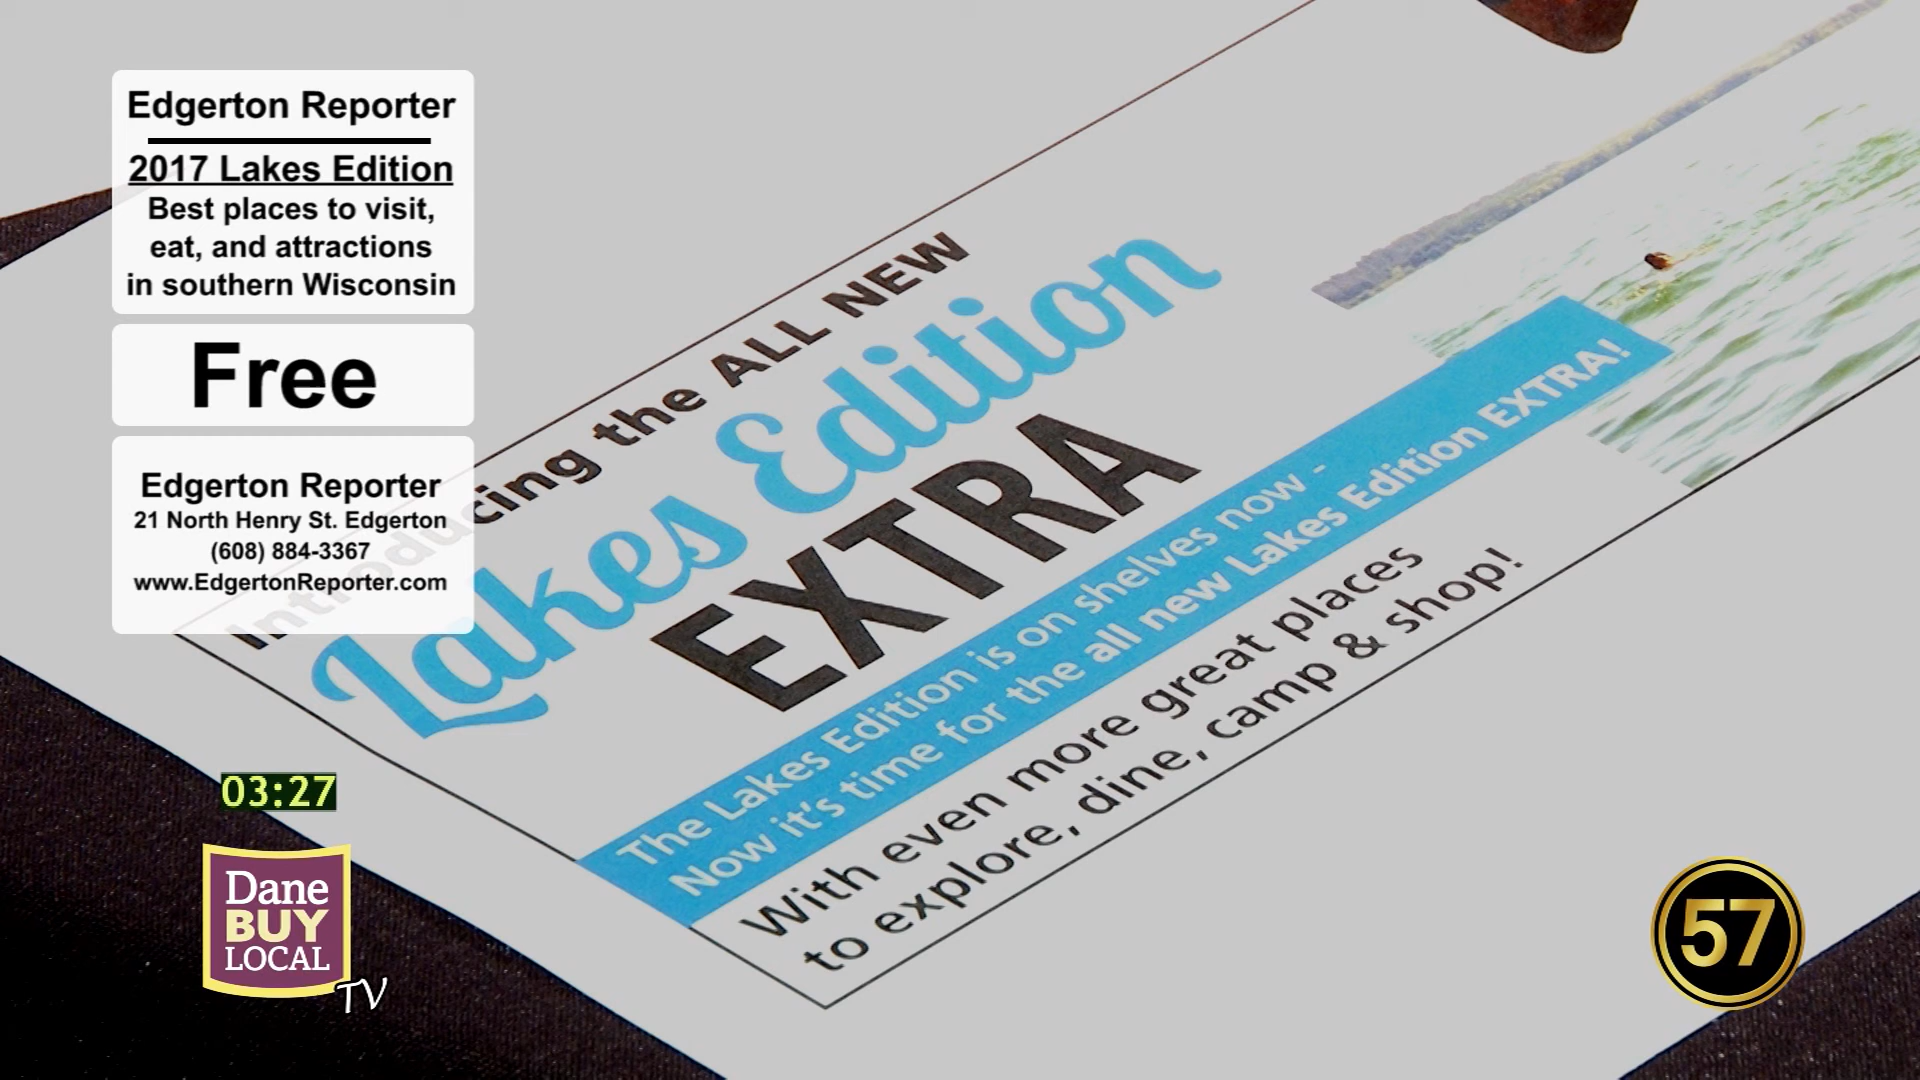 Edgerton Reporter
2017 Lakes Edition
Best places to visit,
eat, and attractions
in southern Wisconsin
Free
Edgerton Reporter
21 North Henry St. Edgerton
(608) 884-3367
www.EdgertonReporter.com
Introducing the ALL NEW
Lakes Edition
EXTRA
The Lakes Edition is on shelves now -
Now it's time for the all new Lakes Edition EXTRA!
With even more great places
to explore, dine, camp & shop!
03:27
Dane
BUY
LOCAL
TV
57